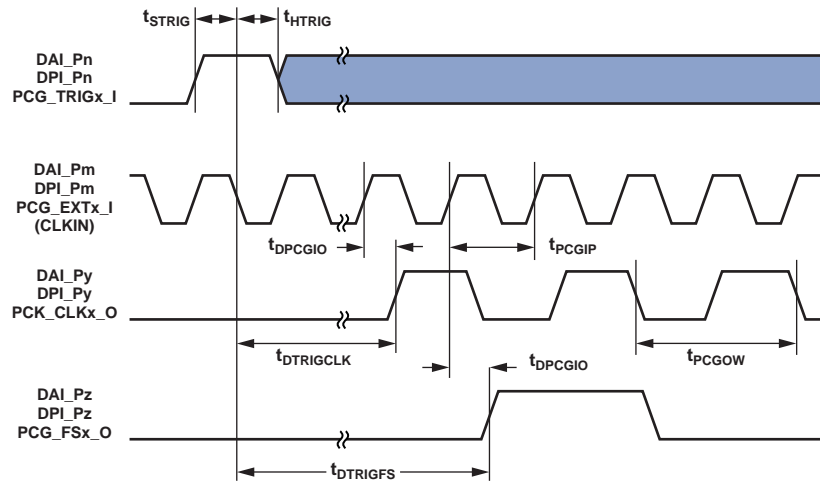 tSTRIG
tHTRIG
DAI_Pn
DPI_Pn
PCG_TRIGx_I
DAI_Pm
DPI_Pm
PCG_EXTx_I
(CLKIN)
tDPCGIO
tPCGIP
DAI_Py
DPI_Py
PCK_CLKx_O
tDTRIGCLK
tDPCGIO
tPCGOW
DAI_Pz
DPI_Pz
PCG_FSx_O
tDTRIGFS